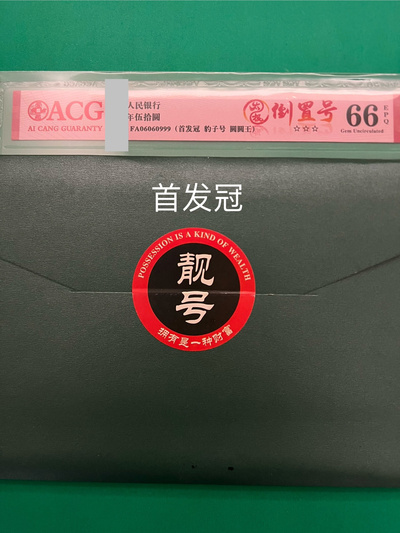 ACG
AI CANG GUARANTY
人民银行
年伍拾圆
FA06060999（首发冠 豹子号 圆圆王）
倒置号
☆☆☆
66
EPQ
Gem Uncirculated
首发冠
POSSESSION IS A KIND OF WEALTH
靓号
拥有是一种财富